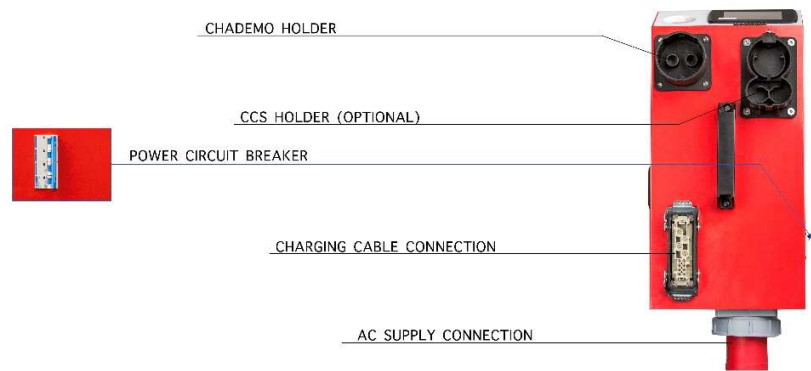 CHADEMO HOLDER
CCS HOLDER (OPTIONAL)
POWER CIRCUIT BREAKER
CHARGING CABLE CONNECTION
AC SUPPLY CONNECTION